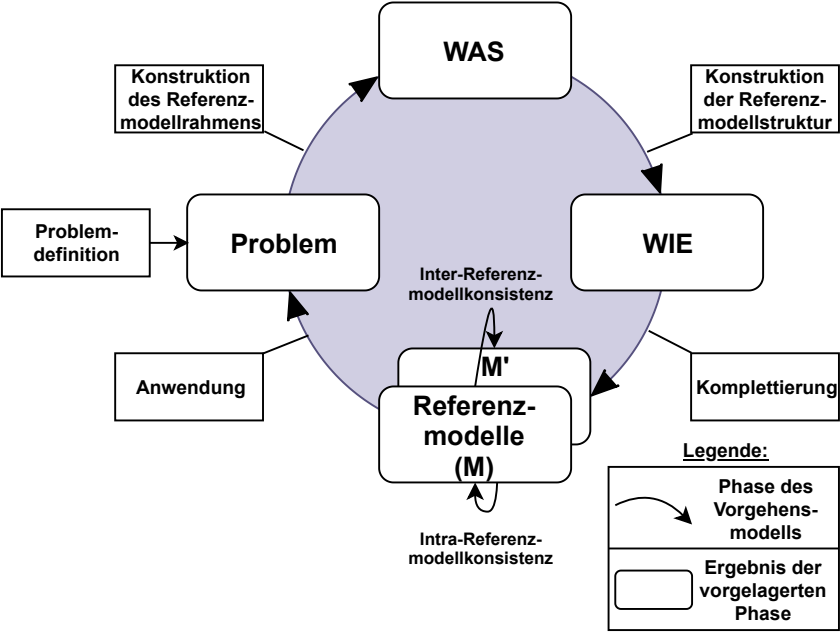 WAS
Konstruktion
des Referenz-
modellrahmens
Konstruktion
der Referenz-
modellstruktur
Problem-
definition
Problem
WIE
Inter-Referenz-
modellkonsistenz
Anwendung
M'
Referenz-
modelle
(M)
Komplettierung
Intra-Referenz-
modellkonsistenz
Legende:
Phase des
Vorgehens-
modells
Ergebnis der
vorgelagerten
Phase